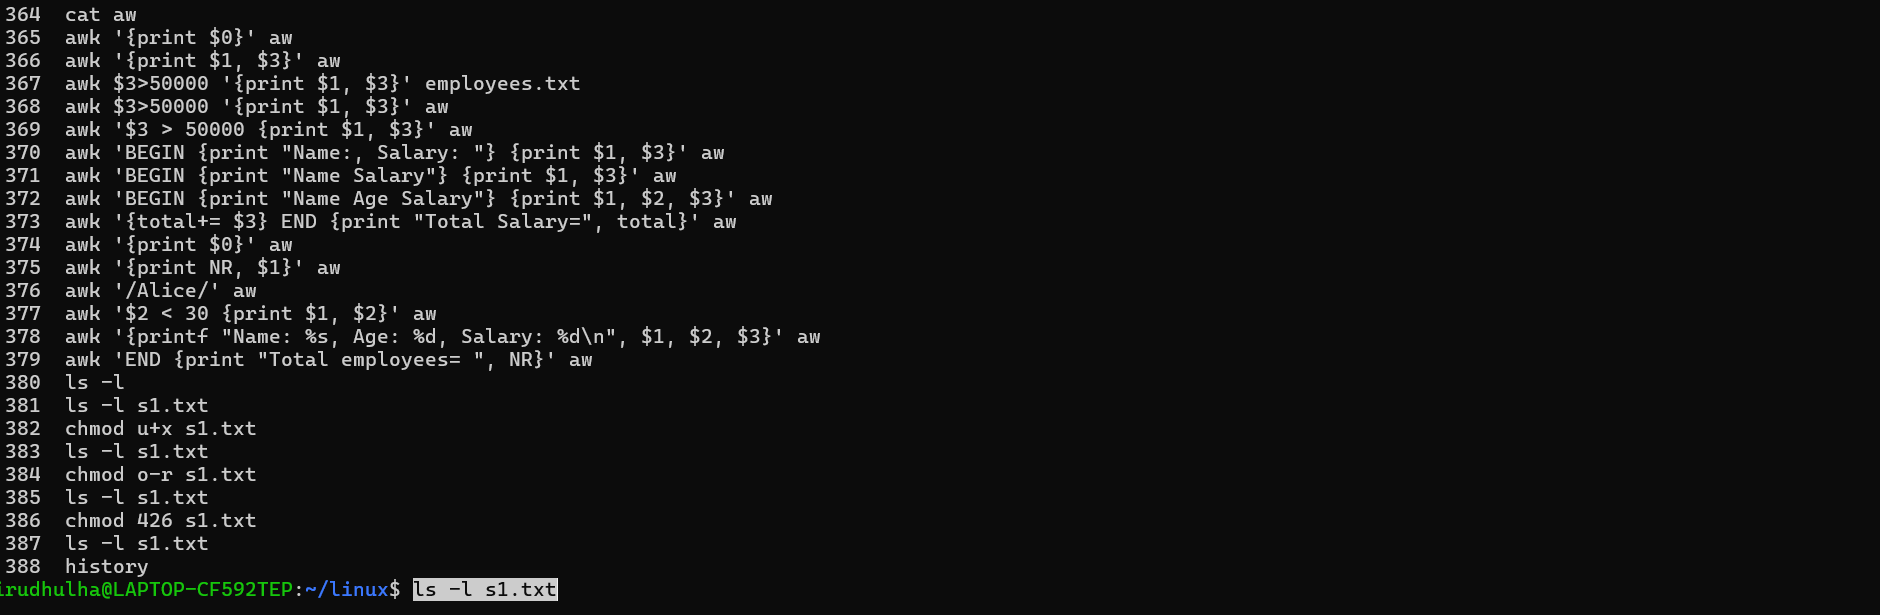 364 cat aw
365 awk '{print $0}' aw
366 awk '{print $1, $3}' aw
367 awk $3>50000 '{print $1, $3}' employees.txt
368 awk $3>50000 '{print $1, $3}' aw
369 awk '$3 > 50000 {print $1, $3}' aw
370 awk 'BEGIN {print "Name:, Salary: "} {print $1, $3}' aw
371 awk 'BEGIN {print "Name Salary"} {print $1, $3}' aw
372 awk 'BEGIN {print "Name Age Salary"} {print $1, $2, $3}' aw
373 awk '{total+= $3} END {print "Total Salary=", total}' aw
374 awk '{print $0}' aw
375 awk '{print NR, $1}' aw
376 awk '/Alice/' aw
377 awk '$2 < 30 {print $1, $2}' aw
378 awk '{printf "Name: %s, Age: %d, Salary: %d\n", $1, $2, $3}' aw
379 awk 'END {print "Total employees= ", NR}' aw
380 ls -l
381 ls -l s1.txt
382 chmod u+x s1.txt
383 ls -l s1.txt
384 chmod o-r s1.txt
385 ls -l s1.txt
386 chmod 426 s1.txt
387 ls -l s1.txt
388 history
irudhulha@LAPTOP-CF592TEP:~/linux$ ls -l s1.txt